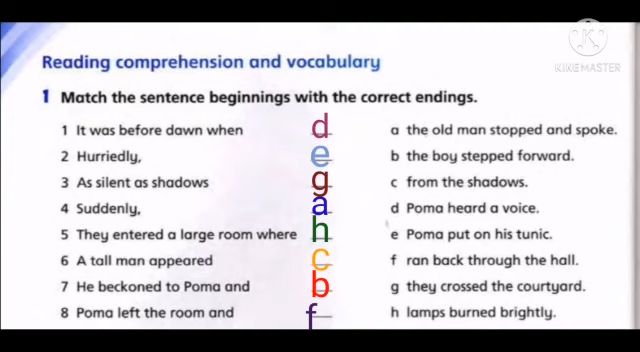 KINEMASTER
Reading comprehension and vocabulary
1 Match the sentence beginnings with the correct endings.
1 It was before dawn when d a the old man stopped and spoke.
2 Hurriedly, e b the boy stepped forward.
3 As silent as shadows g c from the shadows.
4 Suddenly, a d Poma heard a voice.
5 They entered a large room where h e Poma put on his tunic.
6 A tall man appeared c f ran back through the hall.
7 He beckoned to Poma and b g they crossed the courtyard.
8 Poma left the room and f h lamps burned brightly.